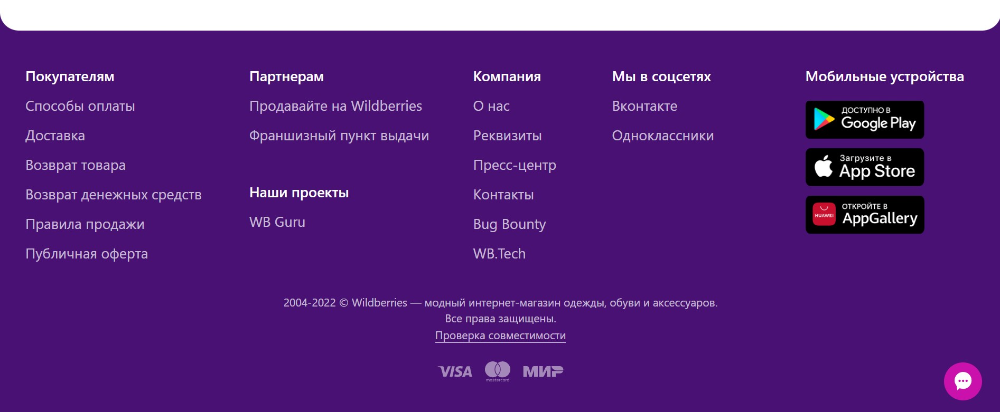 Покупателям
Способы оплаты
Доставка
Возврат товара
Возврат денежных средств
Правила продажи
Публичная оферта
Партнерам
Продавайте на Wildberries
Франшизный пункт выдачи
Наши проекты
WB Guru
Компания
О нас
Реквизиты
Пресс-центр
Контакты
Bug Bounty
WB.Tech
Мы в соцсетях
Вконтакте
Одноклассники
Мобильные устройства
ДОСТУПНО В
Google Play
Загрузите в
App Store
HUAWEI
ОТКРОЙТЕ В
AppGallery
2004-2022 © Wildberries — модный интернет-магазин одежды, обуви и аксессуаров.
Все права защищены.
Проверка совместимости
VISA
mastercard
МИР